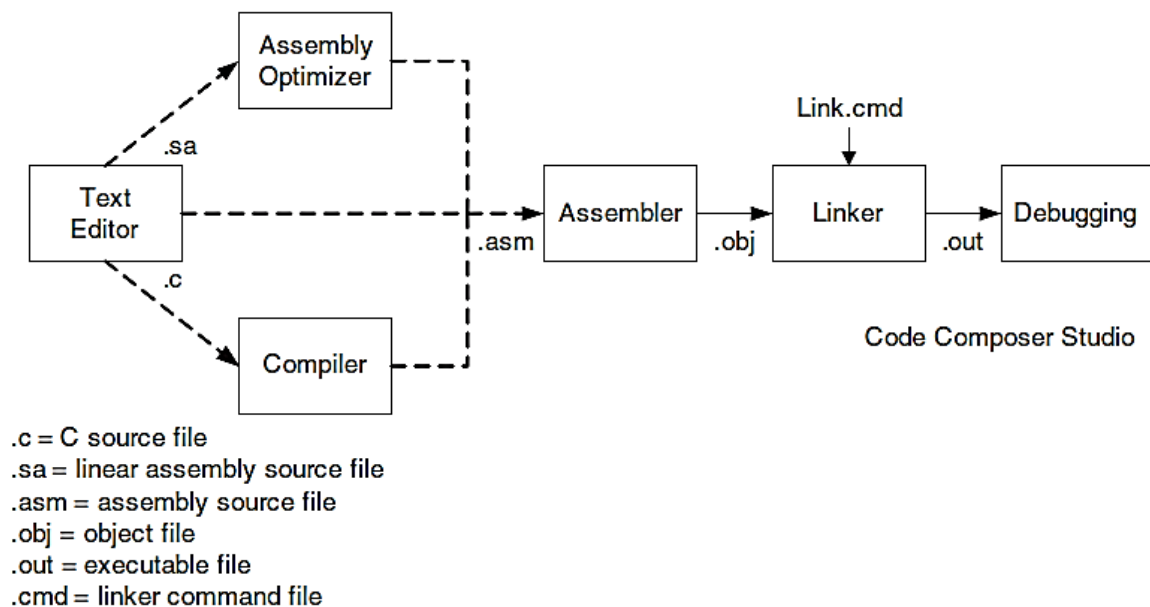 Assembly
Optimizer
Link.cmd
.sa
Text
Editor
Assembler
Linker
Debugging
.asm
.obj
.out
.c
Compiler
Code Composer Studio
.c = C source file
.sa = linear assembly source file
.asm = assembly source file
.obj = object file
.out = executable file
.cmd = linker command file